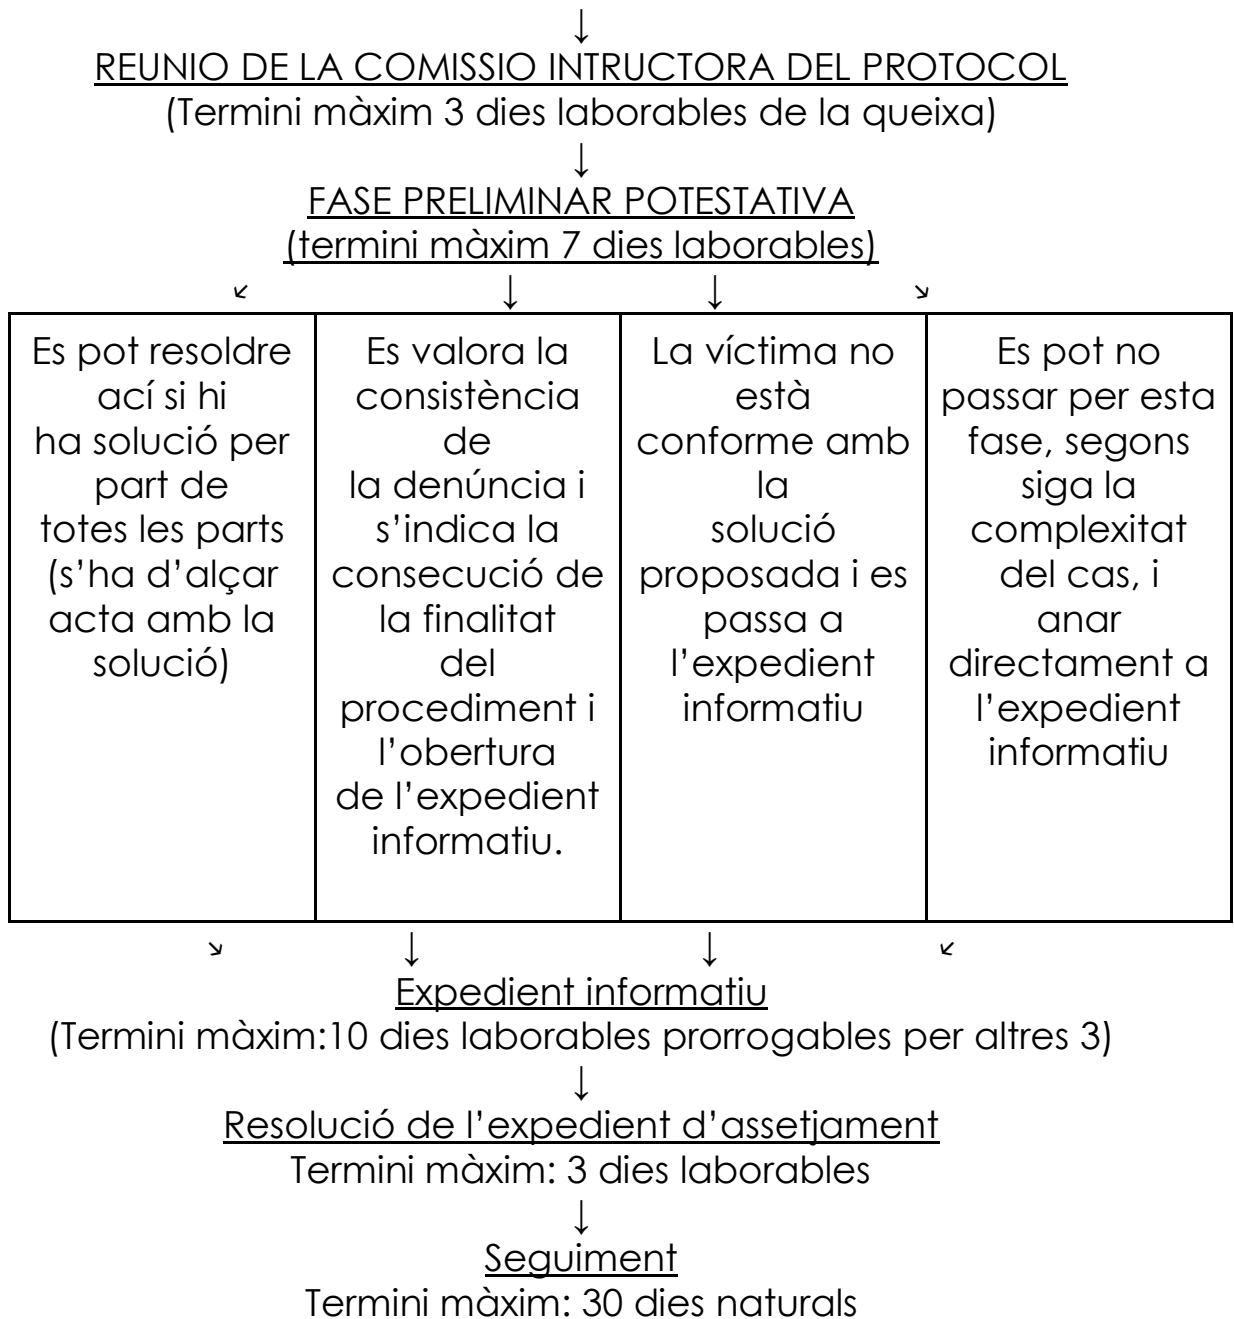 ↓
REUNIO DE LA COMISSIO INTRUCTORA DEL PROTOCOL
(Termini màxim 3 dies laborables de la queixa)
↓
FASE PRELIMINAR POTESTATIVA
(termini màxim 7 dies laborables)
↙ ↓ ↓ ↘
Es pot resoldre
ací si hi
ha solució per
part de
totes les parts
(s’ha d’alçar
acta amb la
solució)
Es valora la
consistència
de
la denúncia i
s’indica la
consecució de
la finalitat
del
procediment i
l’obertura
de l’expedient
informatiu.
La víctima no
està
conforme amb
la
solució
proposada i es
passa a
l’expedient
informatiu
Es pot no
passar per esta
fase, segons
siga la
complexitat
del cas, i
anar
directament a
l’expedient
informatiu
↘ ↓ ↓ ↙
Expedient informatiu
(Termini màxim:10 dies laborables prorrogables per altres 3)
↓
Resolució de l’expedient d’assetjament
Termini màxim: 3 dies laborables
↓
Seguiment
Termini màxim: 30 dies naturals